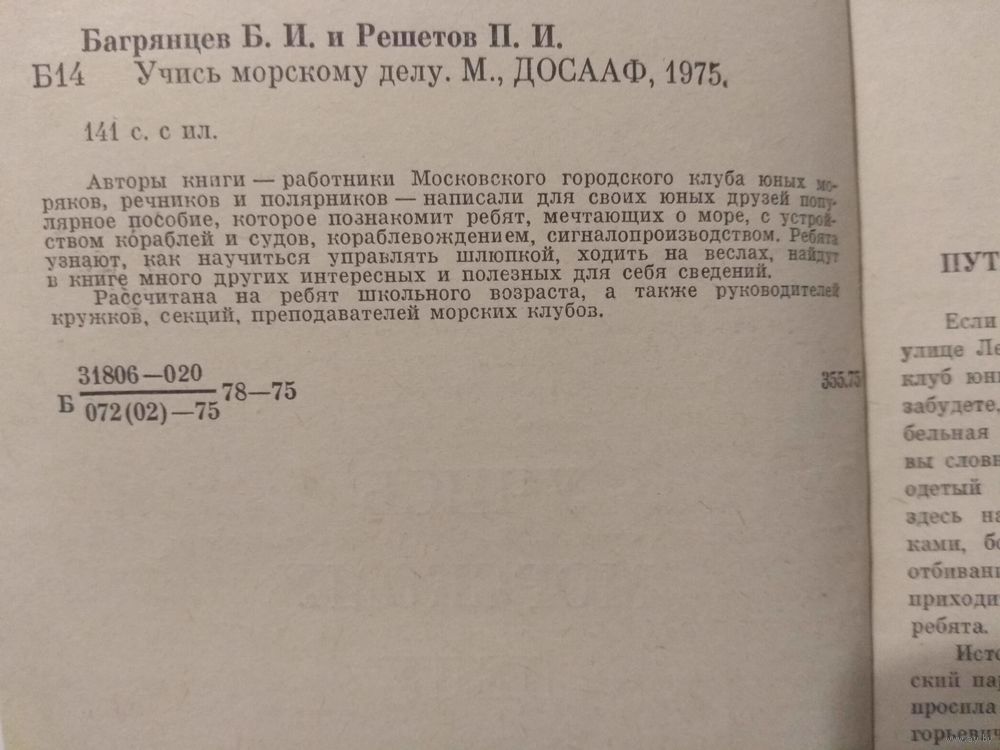 Багрянцев Б. И. и Решетов П. И.
Б14 Учись морскому делу. М., ДОСААФ, 1975.
141 с. с ил.
Авторы книги — работники Московского городского клуба юных мо-
ряков, речников и полярников — написали для своих юных друзей попу-
лярное пособие, которое познакомит ребят, мечтающих о море, с устрой-
ством кораблей и судов, кораблевождением, сигналопроизводством. Ребята
узнают, как научиться управлять шлюпкой, ходить на веслах, найдут
в книге много других интересных и полезных для себя сведений.
Рассчитана на ребят школьного возраста, а также руководителей
кружков, секций, преподавателей морских клубов.
31806—020
Б 78—75
072(02)—75
355.75
ПУТ
Если
улице Ле
клуб юн
забудете.
бельная
вы словн
одетый
здесь на
ками, бо
отбивани
приходи
ребята.
Исто
ский па
просила
горьевич